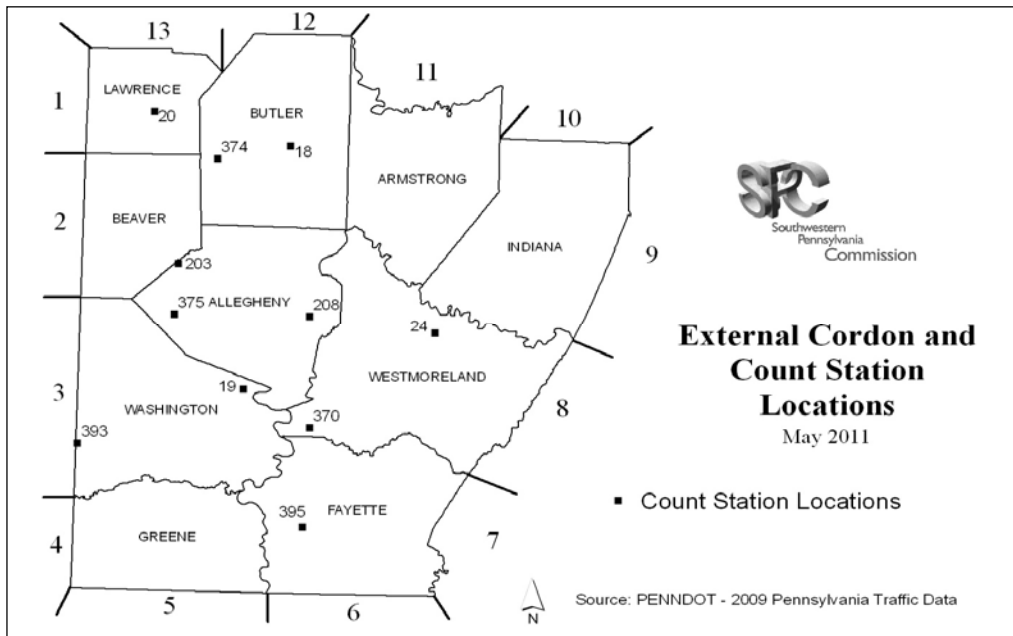 13
12
11
10
1
LAWRENCE
20
BUTLER
374
18
ARMSTRONG
SPC
Southwestern
Pennsylvania
Commission
2
BEAVER
INDIANA
9
203
375
ALLEGHENY
208
24
External Cordon and
Count Station
Locations
May 2011
WESTMORELAND
3
19
WASHINGTON
8
370
393
■ Count Station Locations
395
FAYETTE
4
GREENE
7
5
6
N
Source: PENNDOT - 2009 Pennsylvania Traffic Data